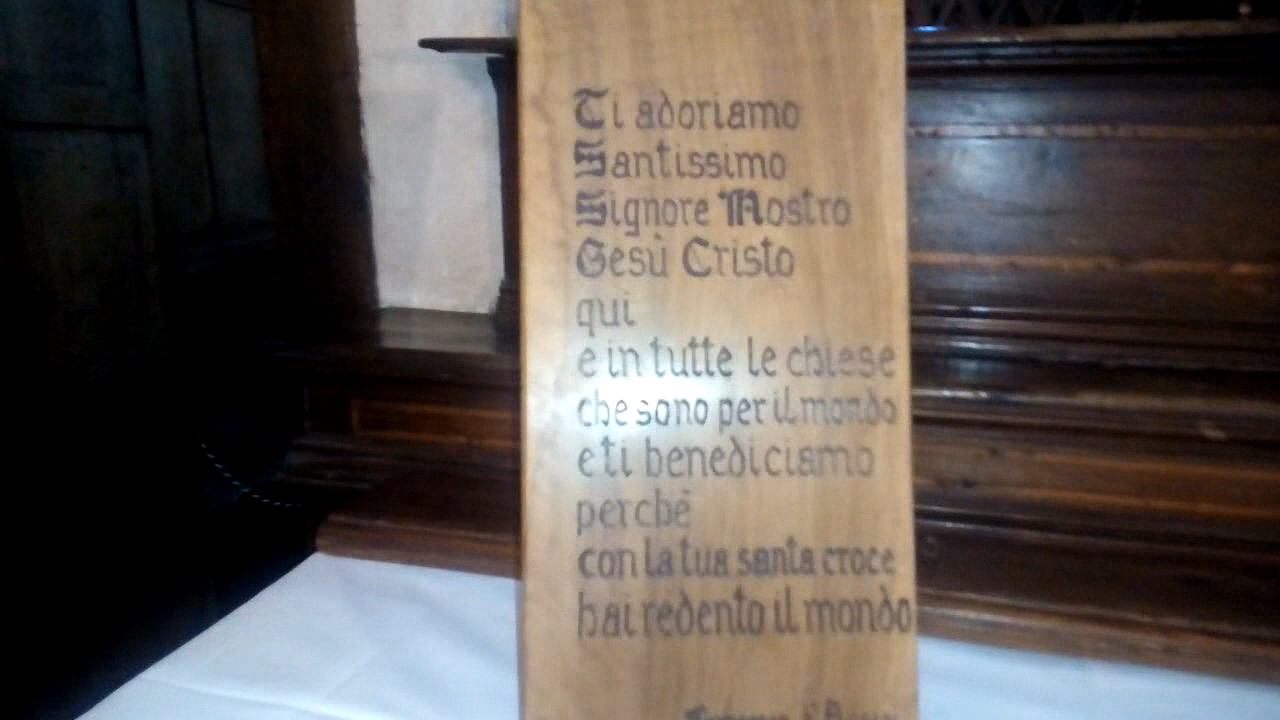 Ti adoriamo
Santissimo
Signore Nostro
Gesù Cristo
qui
e in tutte le chiese
che sono per il mondo
e ti benediciamo
perché
con la tua santa croce
hai redento il mondo